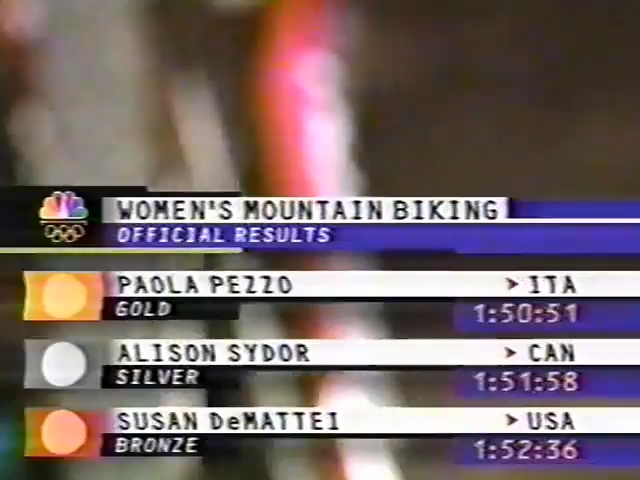 WOMEN'S MOUNTAIN BIKING
OFFICIAL RESULTS
PAOLA PEZZO > ITA
GOLD 1:50:51
ALISON SYDOR > CAN
SILVER 1:51:58
SUSAN DeMATTEI > USA
BRONZE 1:52:36